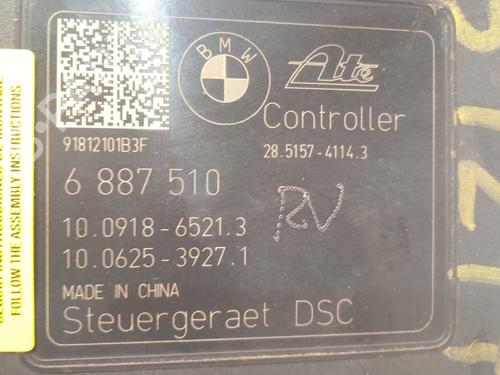 BMW
Ate
Controller
91812101B3F
28.5157-4114.3
6 887 510
10.0918-6521.3
RV
10.0625-3927.1
MADE IN CHINA
Steuergeraet DSC
FOLLOW THE ASSEMBLY INSTRUCTIONS